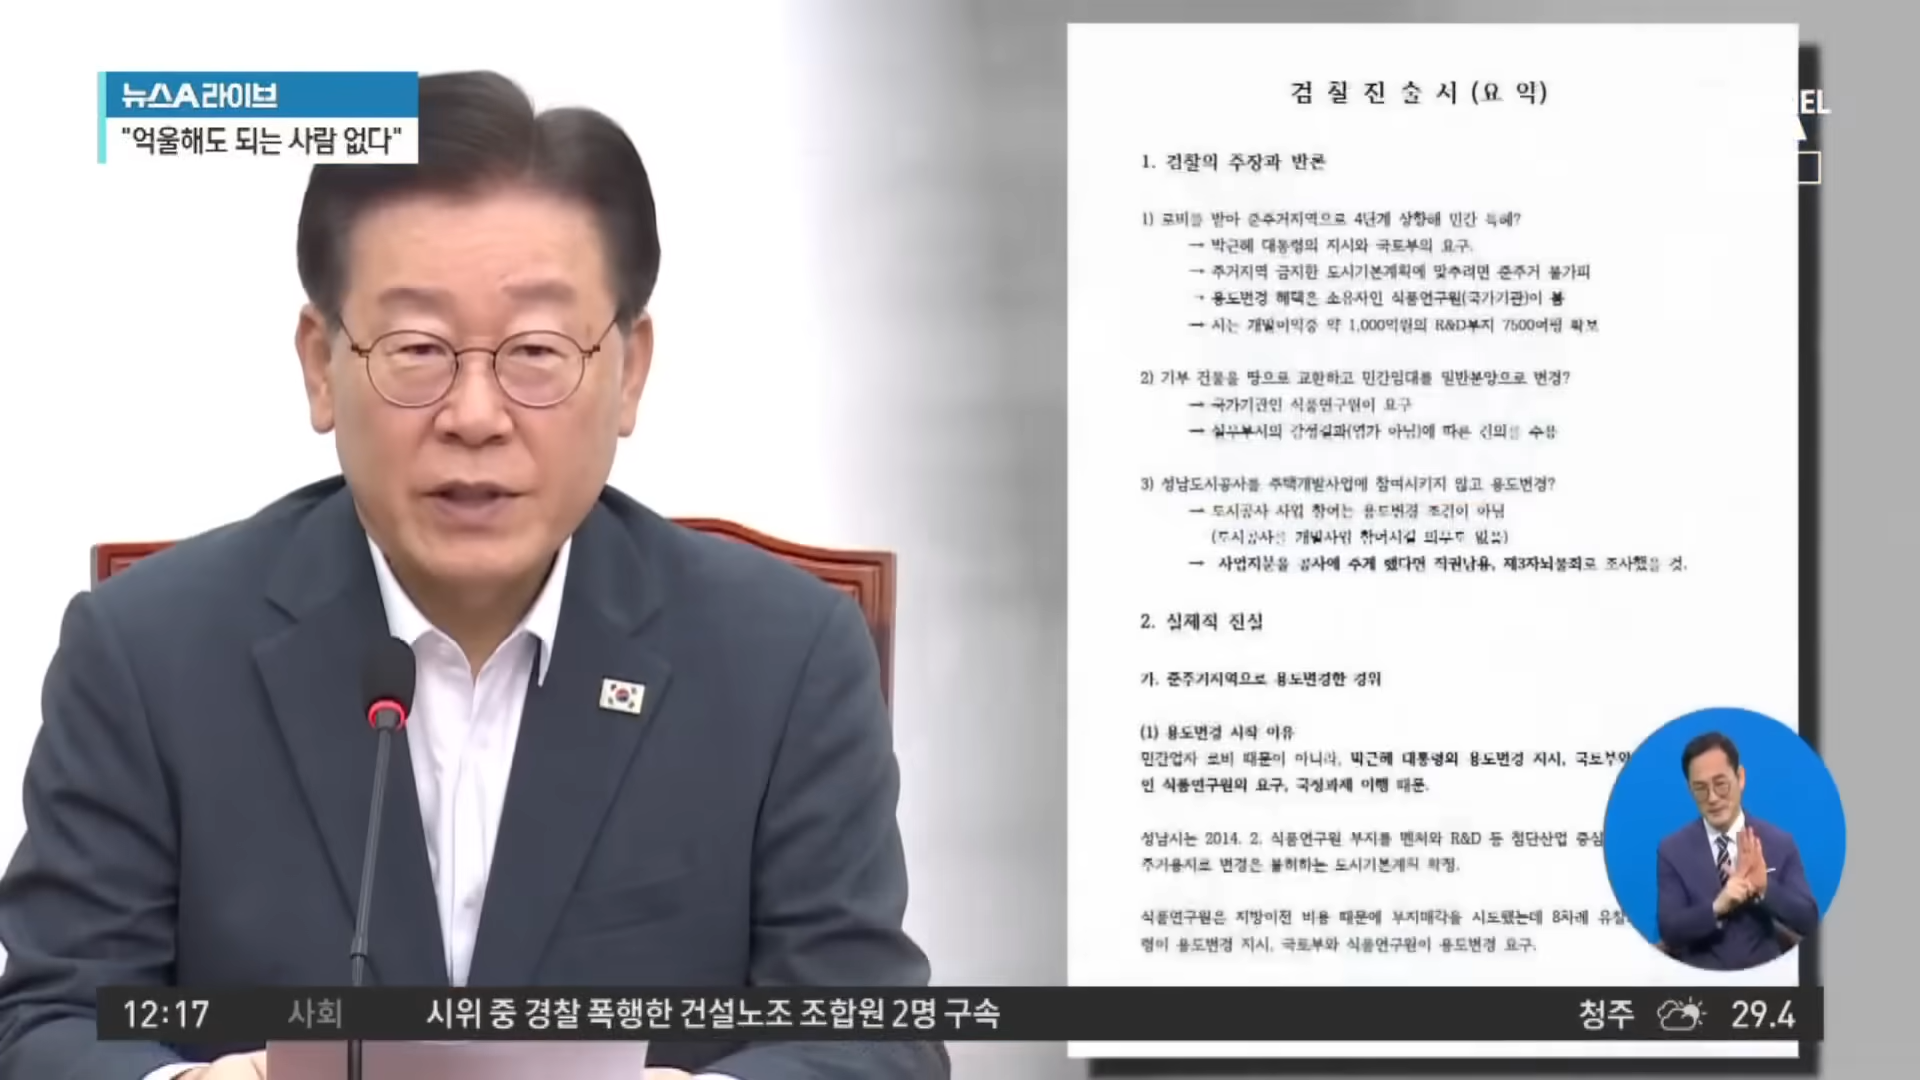 뉴스A 라이브
"억울해도 되는 사람 없다"
EL
A
검 찰 진 술 서 (요 약)
1. 검찰의 주장과 반론
1) 로비를 받아 준주거지역으로 4단계 상향해 민간 특혜?
→ 박근혜 대통령의 지시와 국토부의 요구.
→ 주거지역 금지한 도시기본계획에 맞추려면 준주거 불가피
→ 용도변경 혜택은 소유자인 식품연구원(국가기관)이 봄
→ 시는 개발이익중 약 1,000억원의 R&D부지 7500여평 확보
2) 기부 건물을 땅으로 교환하고 민간임대를 일반분양으로 변경?
→ 국가기관인 식품연구원이 요구
→ 실무부서의 감정결과(염가 아님)에 따른 건의를 수용
3) 성남도시공사를 주택개발사업에 참여시키지 않고 용도변경?
→ 도시공사 사업 참여는 용도변경 조건이 아님
(도시공사를 개발사업 참여시킬 의무도 없음)
→ 사업지분을 공사에 주게 했다면 직권남용, 제3자뇌물죄로 조사했을 것.
2. 실체적 진실
가. 준주거지역으로 용도변경한 경위
(1) 용도변경 시작 이유
민간업자 로비 때문이 아니라, 박근혜 대통령의 용도변경 지시, 국토부와
인 식품연구원의 요구, 국정과제 이행 때문.
성남시는 2014. 2. 식품연구원 부지를 벤처와 R&D 등 첨단산업 중심
주거용지로 변경은 불허하는 도시기본계획 확정.
식품연구원은 지방이전 비용 때문에 부지매각을 시도했는데 8차례 유찰
령이 용도변경 지시, 국토부와 식품연구원이 용도변경 요구.
12:17 사회 시위 중 경찰 폭행한 건설노조 조합원 2명 구속 청주 29.4